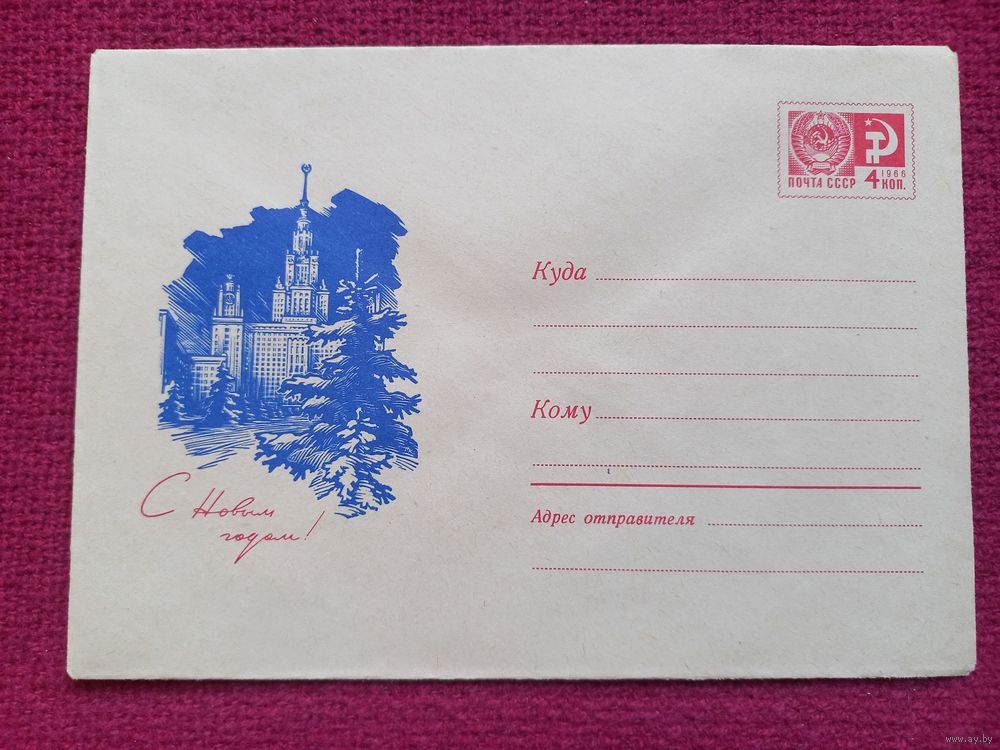 ПОЧТА СССР
1966
4 КОП.
Куда
Кому
Адрес отправителя
С Новым
годом!
www.ay.by